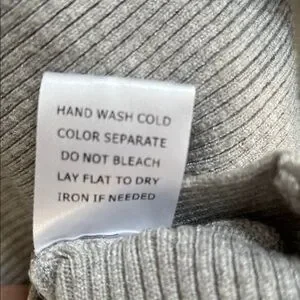 HAND WASH COLD
COLOR SEPARATE
DO NOT BLEACH
LAY FLAT TO DRY
IRON IF NEEDED